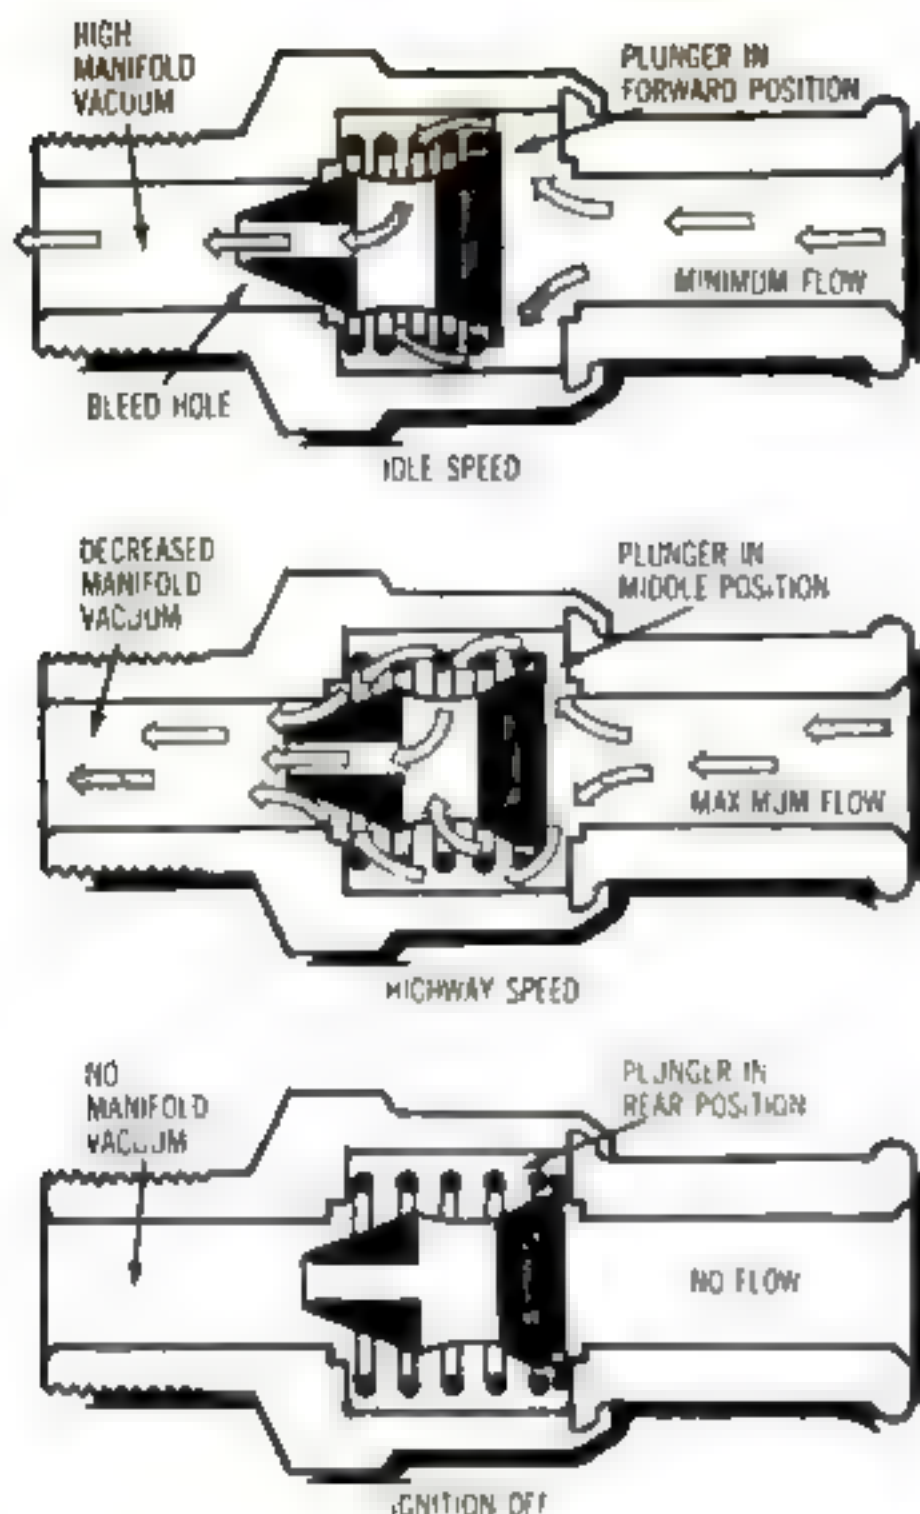 HIGH
MANIFOLD
VACUUM
PLUNGER IN
FORWARD POSITION
MINIMUM FLOW
BLEED HOLE
IDLE SPEED
DECREASED
MANIFOLD
VACUUM
PLUNGER IN
MIDDLE POSITION
MAXIMUM FLOW
HIGHWAY SPEED
NO
MANIFOLD
VACUUM
PLUNGER IN
REAR POSITION
NO FLOW
IGNITION OFF